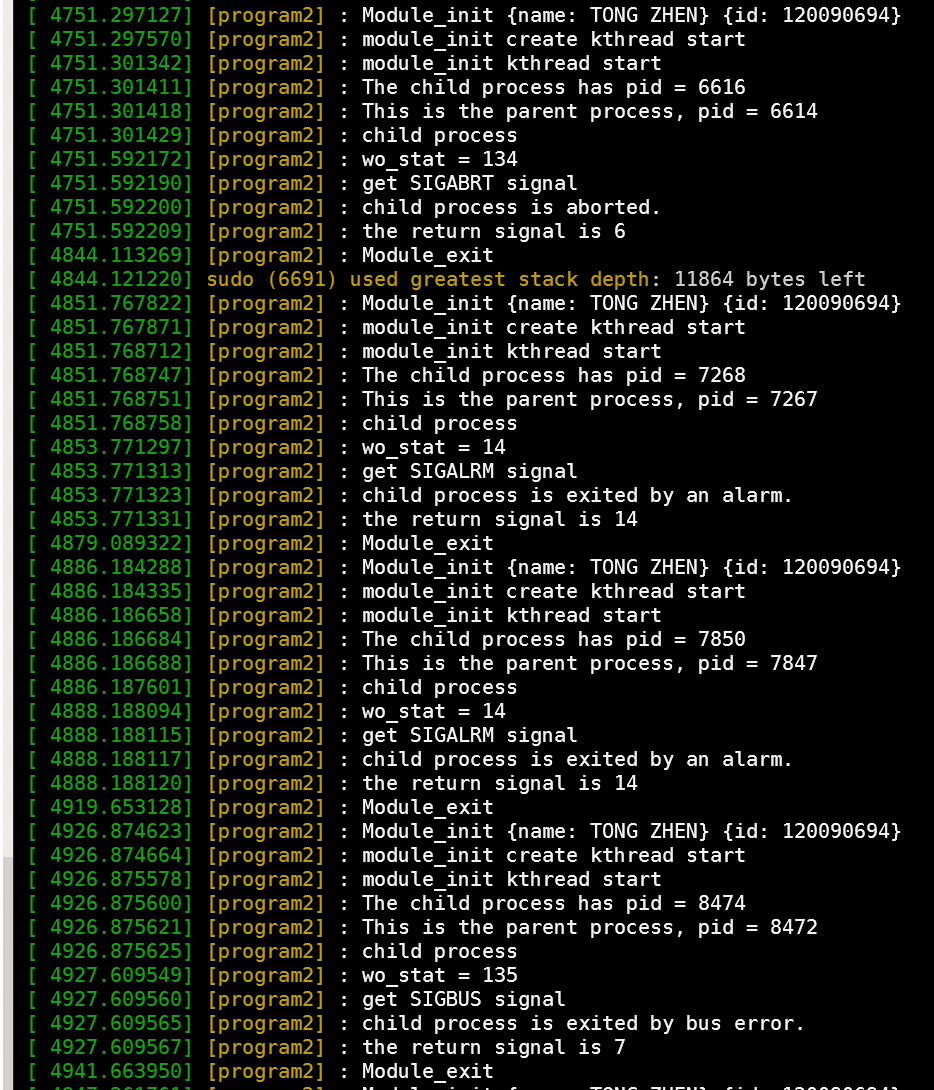 [ 4751.297127] [program2] : Module_init {name: TONG ZHEN} {id: 120090694}
[ 4751.297570] [program2] : module_init create kthread start
[ 4751.301342] [program2] : module_init kthread start
[ 4751.301411] [program2] : The child process has pid = 6616
[ 4751.301418] [program2] : This is the parent process, pid = 6614
[ 4751.301429] [program2] : child process
[ 4751.592172] [program2] : wo_stat = 134
[ 4751.592190] [program2] : get SIGABRT signal
[ 4751.592200] [program2] : child process is aborted.
[ 4751.592209] [program2] : the return signal is 6
[ 4844.113269] [program2] : Module_exit
[ 4844.121220] sudo (6691) used greatest stack depth: 11864 bytes left
[ 4851.767822] [program2] : Module_init {name: TONG ZHEN} {id: 120090694}
[ 4851.767871] [program2] : module_init create kthread start
[ 4851.768712] [program2] : module_init kthread start
[ 4851.768747] [program2] : The child process has pid = 7268
[ 4851.768751] [program2] : This is the parent process, pid = 7267
[ 4851.768758] [program2] : child process
[ 4853.771297] [program2] : wo_stat = 14
[ 4853.771313] [program2] : get SIGALRM signal
[ 4853.771323] [program2] : child process is exited by an alarm.
[ 4853.771331] [program2] : the return signal is 14
[ 4879.089322] [program2] : Module_exit
[ 4886.184288] [program2] : Module_init {name: TONG ZHEN} {id: 120090694}
[ 4886.184335] [program2] : module_init create kthread start
[ 4886.186658] [program2] : module_init kthread start
[ 4886.186684] [program2] : The child process has pid = 7850
[ 4886.186688] [program2] : This is the parent process, pid = 7847
[ 4886.187601] [program2] : child process
[ 4888.188094] [program2] : wo_stat = 14
[ 4888.188115] [program2] : get SIGALRM signal
[ 4888.188117] [program2] : child process is exited by an alarm.
[ 4888.188120] [program2] : the return signal is 14
[ 4919.653128] [program2] : Module_exit
[ 4926.874623] [program2] : Module_init {name: TONG ZHEN} {id: 120090694}
[ 4926.874664] [program2] : module_init create kthread start
[ 4926.875578] [program2] : module_init kthread start
[ 4926.875600] [program2] : The child process has pid = 8474
[ 4926.875621] [program2] : This is the parent process, pid = 8472
[ 4926.875625] [program2] : child process
[ 4927.609549] [program2] : wo_stat = 135
[ 4927.609560] [program2] : get SIGBUS signal
[ 4927.609565] [program2] : child process is exited by bus error.
[ 4927.609567] [program2] : the return signal is 7
[ 4941.663950] [program2] : Module_exit